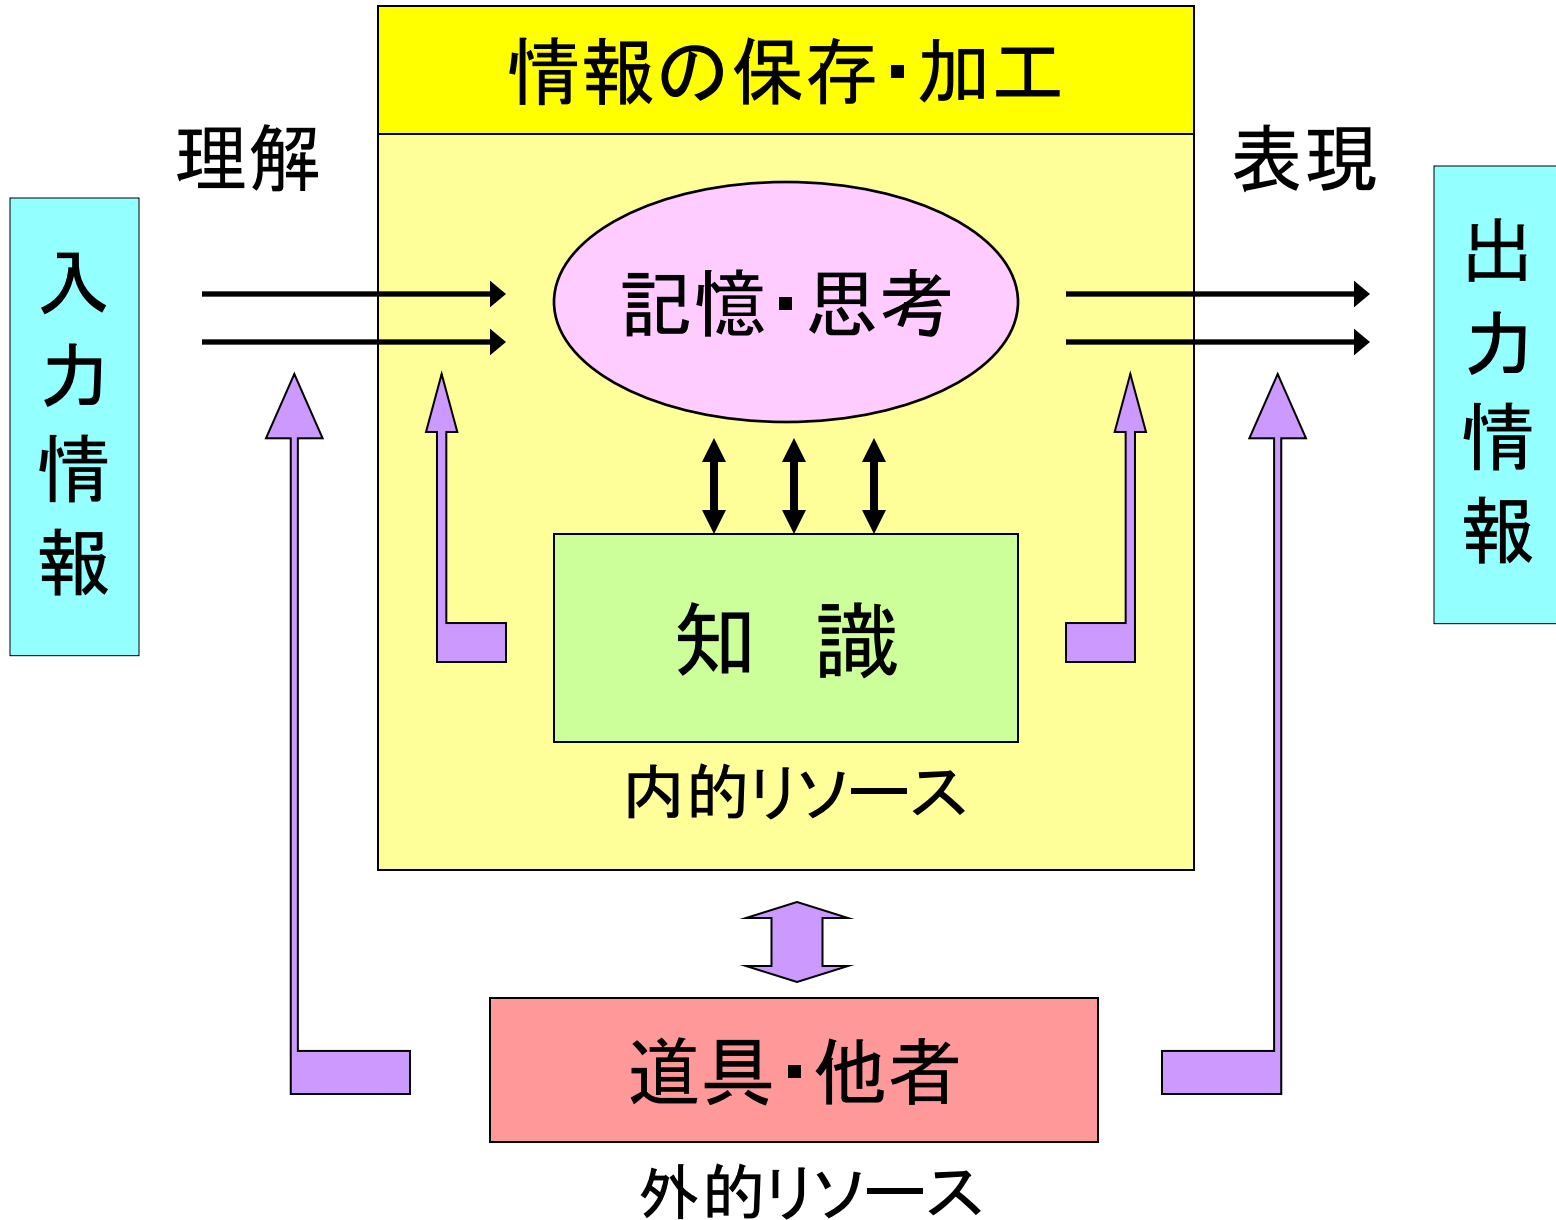 情報の保存・加工
理解
表現
入力情報
出力情報
記憶・思考
知　識
内的リソース
道具・他者
外的リソース